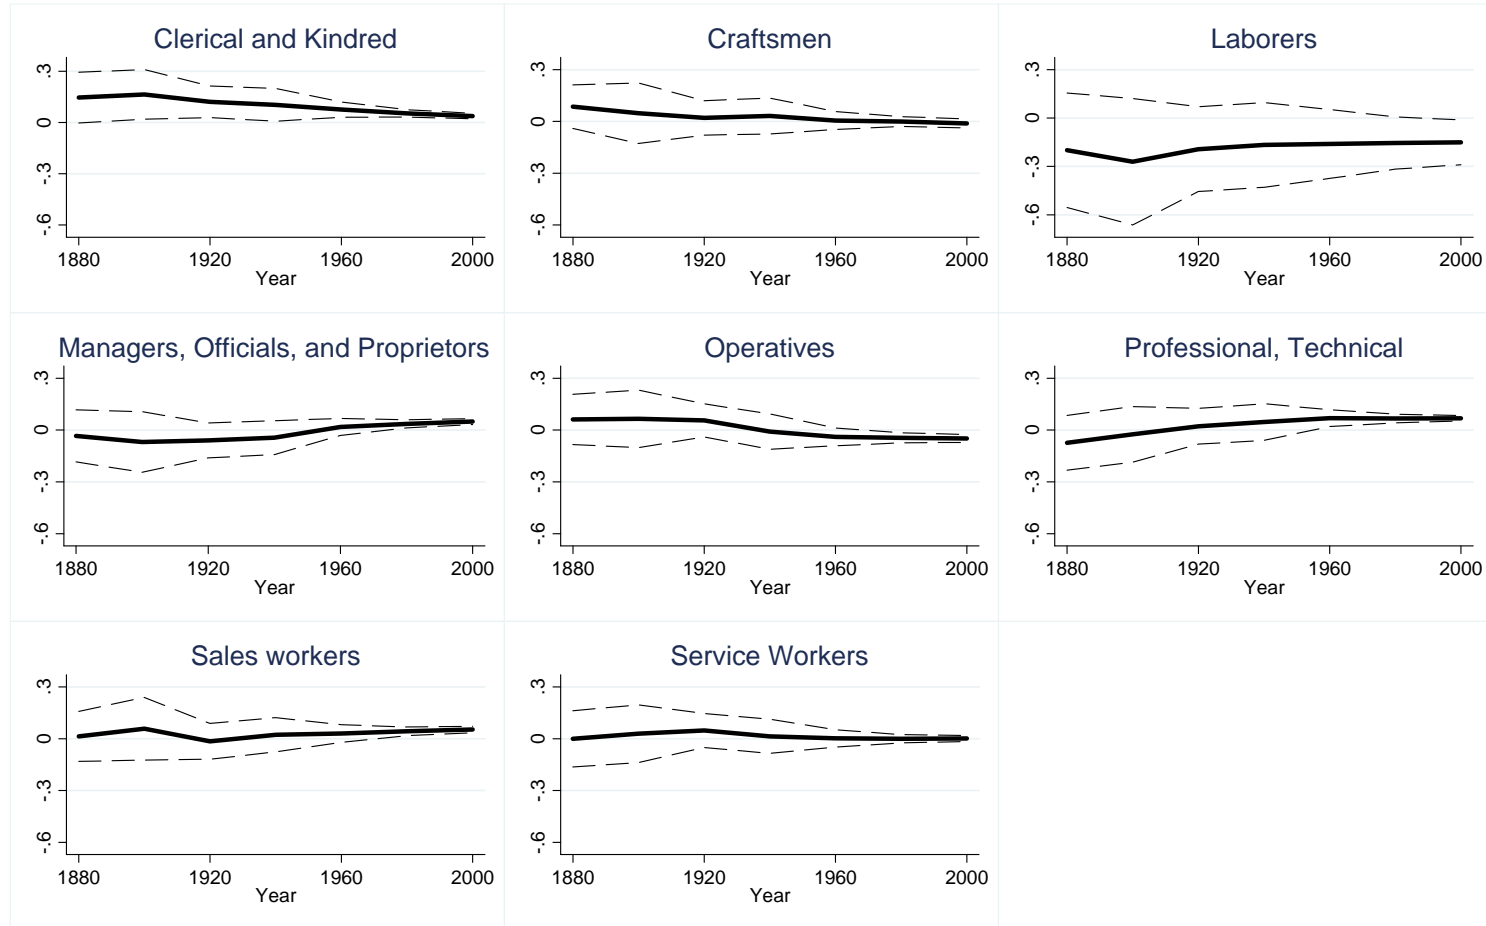 Clerical and Kindred
.3
0
-.3
-.6
1880 1920 1960 2000
Year
Craftsmen
.3
0
-.3
-.6
1880 1920 1960 2000
Year
Laborers
.3
0
-.3
-.6
1880 1920 1960 2000
Year
Managers, Officials, and Proprietors
.3
0
-.3
-.6
1880 1920 1960 2000
Year
Operatives
.3
0
-.3
-.6
1880 1920 1960 2000
Year
Professional, Technical
.3
0
-.3
-.6
1880 1920 1960 2000
Year
Sales workers
.3
0
-.3
-.6
1880 1920 1960 2000
Year
Service Workers
.3
0
-.3
-.6
1880 1920 1960 2000
Year